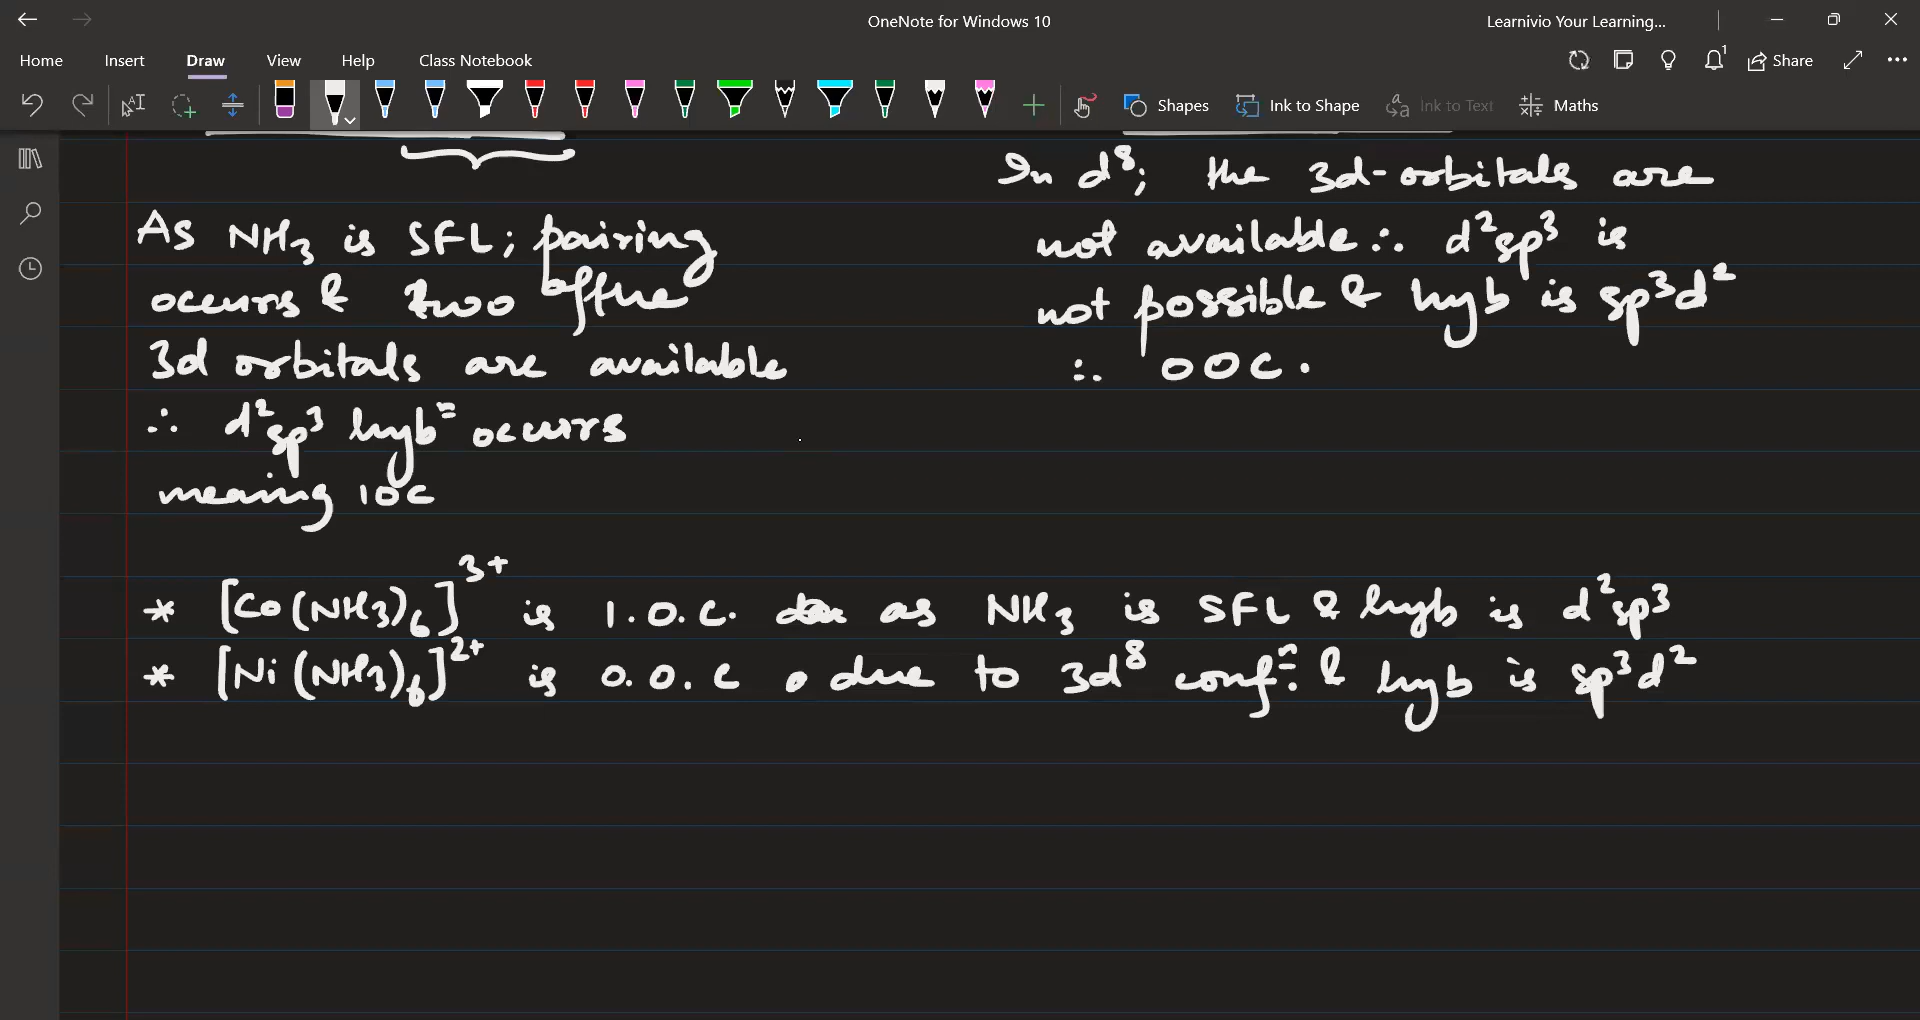 OneNote for Windows 10
Learnivio Your Learning...
Home Insert Draw View Help Class Notebook
Share
Shapes Ink to Shape Ink to Text Maths
As NH₃ is SFL; pairing
occurs & two of the
3d orbitals are available
∴ d²sp³ hybⁿ occurs
meaning IOC
In d⁸; the 3d-orbitals are
not available ∴ d²sp³ is
not possible & hyb is sp³d²
∴ OOC.
* [Co(NH₃)₆]³⁺ is I.O.C. as NH₃ is SFL & hyb is d²sp³
* [Ni(NH₃)₆]²⁺ is O.O.C due to 3d⁸ confⁿ. & hyb is sp³d²